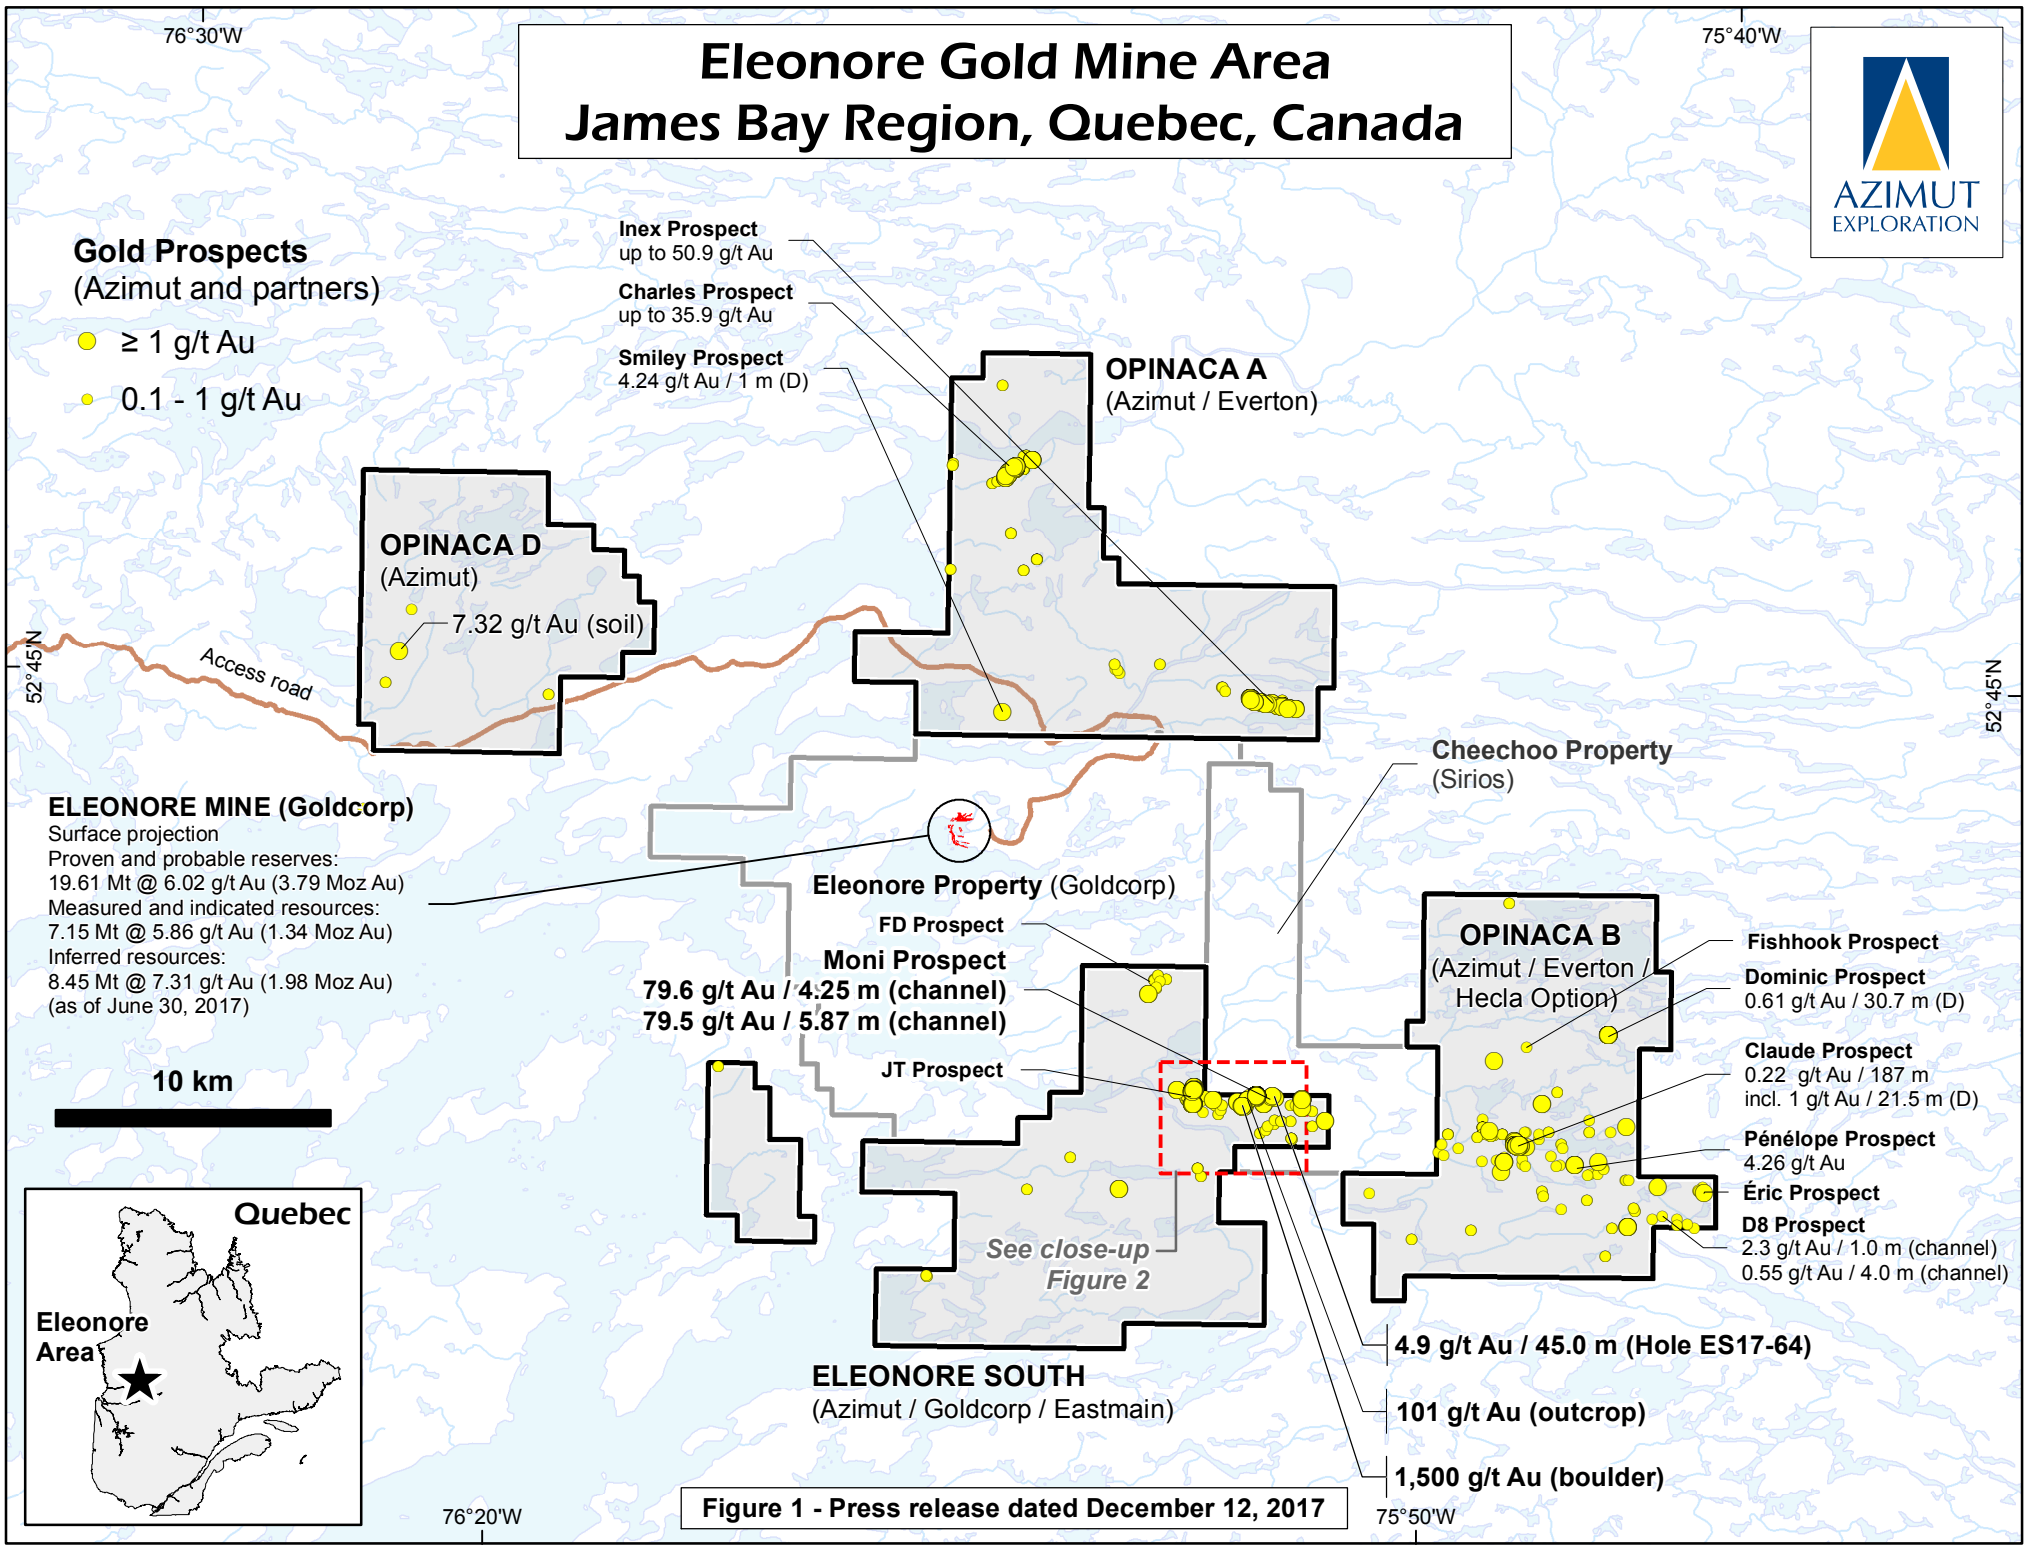 76°30'W
75°40'W
Eleonore Gold Mine Area
James Bay Region, Quebec, Canada
AZIMUT
EXPLORATION
Gold Prospects
(Azimut and partners)
≥ 1 g/t Au
0.1 - 1 g/t Au
Inex Prospect
up to 50.9 g/t Au
Charles Prospect
up to 35.9 g/t Au
Smiley Prospect
4.24 g/t Au / 1 m (D)
OPINACA A
(Azimut / Everton)
OPINACA D
(Azimut)
7.32 g/t Au (soil)
52°45'N
Access road
52°45'N
Cheechoo Property
(Sirios)
ELEONORE MINE (Goldcorp)
Surface projection
Proven and probable reserves:
19.61 Mt @ 6.02 g/t Au (3.79 Moz Au)
Measured and indicated resources:
7.15 Mt @ 5.86 g/t Au (1.34 Moz Au)
Inferred resources:
8.45 Mt @ 7.31 g/t Au (1.98 Moz Au)
(as of June 30, 2017)
Eleonore Property (Goldcorp)
FD Prospect
Moni Prospect
79.6 g/t Au / 4.25 m (channel)
79.5 g/t Au / 5.87 m (channel)
JT Prospect
OPINACA B
(Azimut / Everton /
Hecla Option)
Fishhook Prospect
Dominic Prospect
0.61 g/t Au / 30.7 m (D)
Claude Prospect
0.22 g/t Au / 187 m
incl. 1 g/t Au / 21.5 m (D)
Pénélope Prospect
4.26 g/t Au
Éric Prospect
D8 Prospect
2.3 g/t Au / 1.0 m (channel)
0.55 g/t Au / 4.0 m (channel)
10 km
See close-up
Figure 2
Quebec
Eleonore
Area
ELEONORE SOUTH
(Azimut / Goldcorp / Eastmain)
4.9 g/t Au / 45.0 m (Hole ES17-64)
101 g/t Au (outcrop)
1,500 g/t Au (boulder)
76°20'W
Figure 1 - Press release dated December 12, 2017
75°50'W